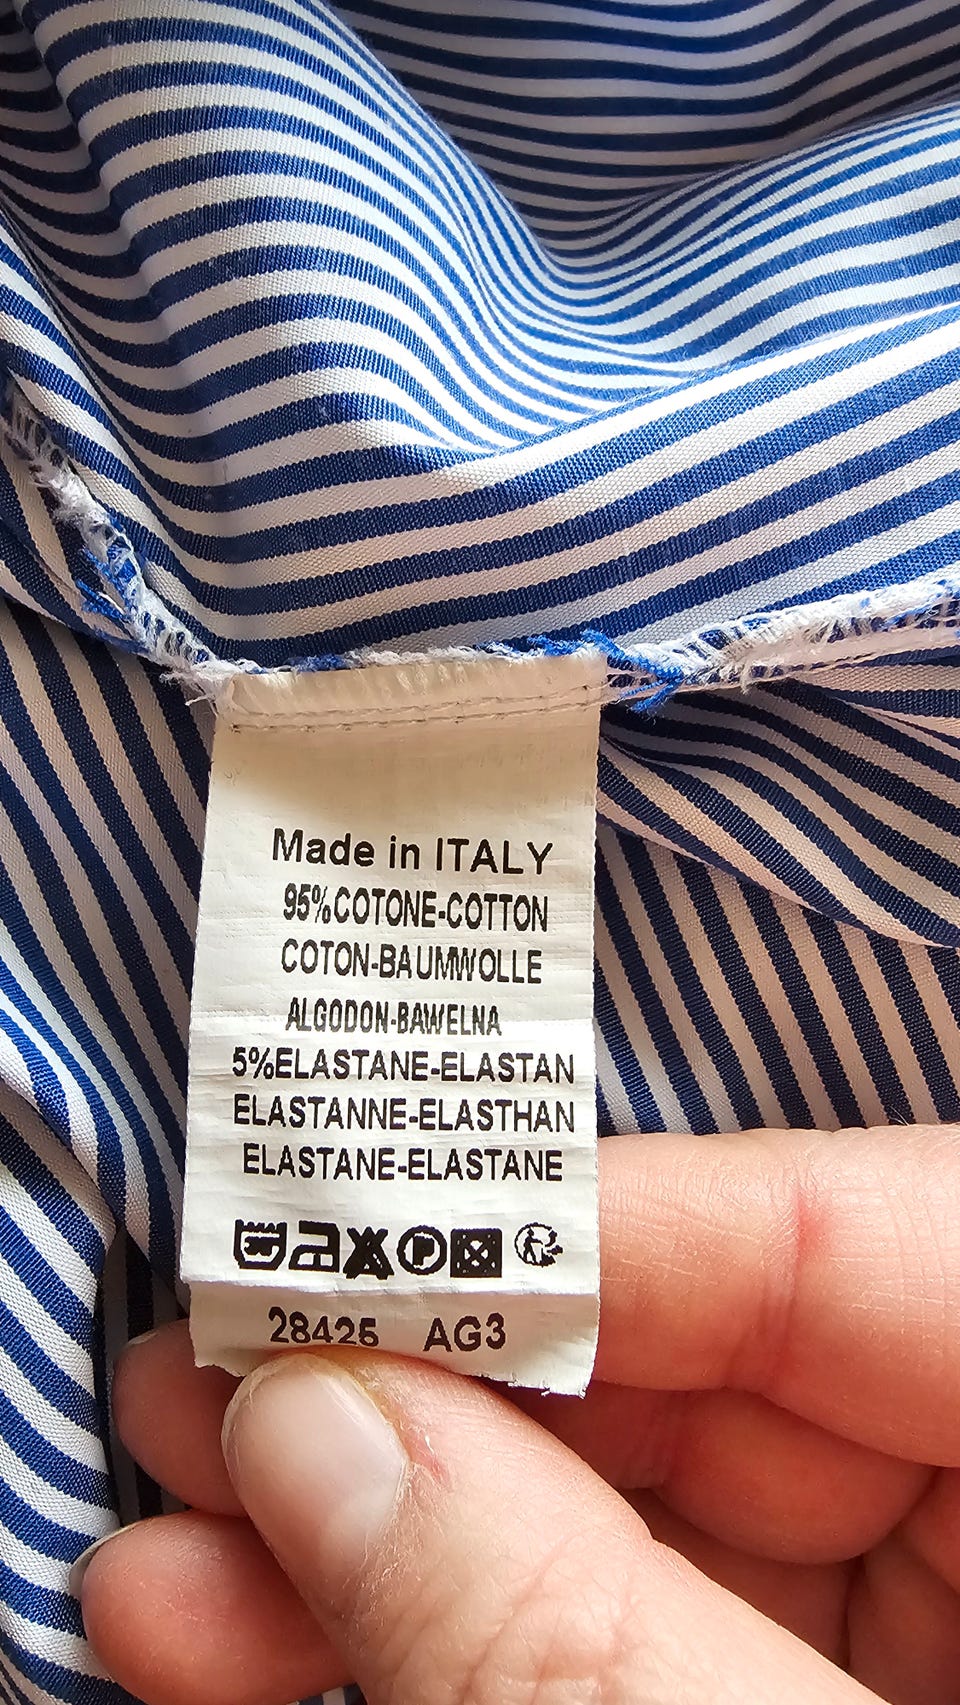 Made in ITALY
95%COTONE-COTTON
COTON-BAUMWOLLE
ALGODON-BAWELNA
5%ELASTANE-ELASTAN
ELASTANNE-ELASTHAN
ELASTANE-ELASTANE
P
28425 AG3